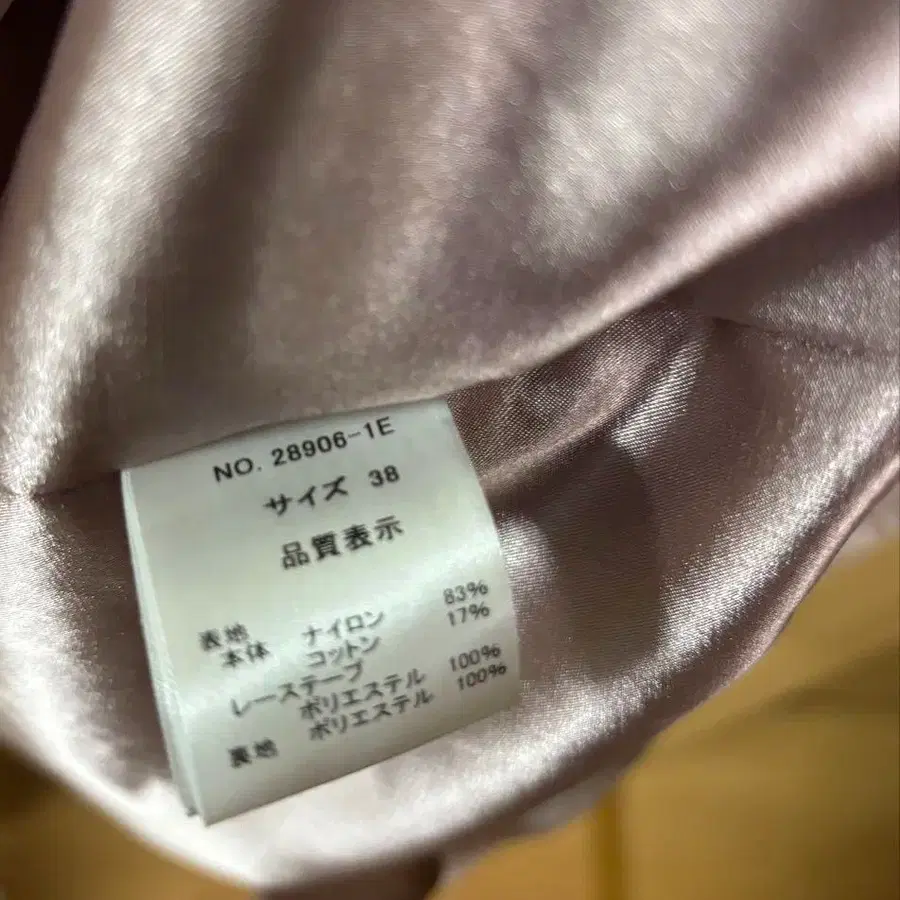 NO. 28906-1E
サイズ 38
品質表示
表地
本体 ナイロン 83%
コットン 17%
レーステープ
ポリエステル 100%
裏地 ポリエステル 100%